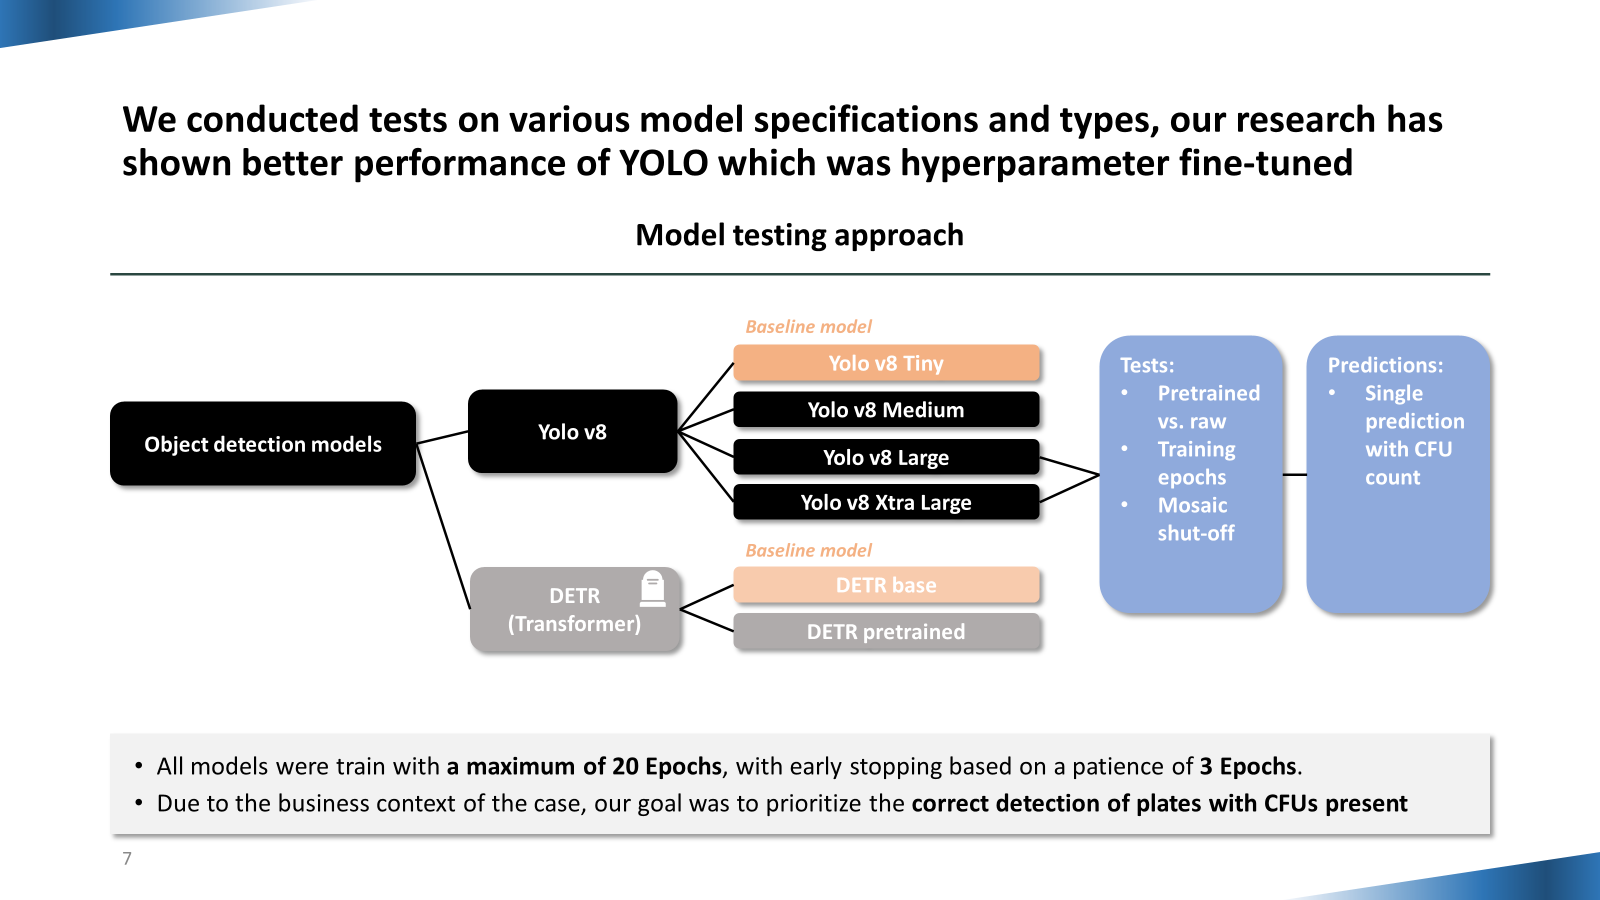 We conducted tests on various model specifications and types, our research has
shown better performance of YOLO which was hyperparameter fine-tuned
Model testing approach
Object detection models
Yolo v8
DETR
(Transformer)
Baseline model
Yolo v8 Tiny
Yolo v8 Medium
Yolo v8 Large
Yolo v8 Xtra Large
Baseline model
DETR base
DETR pretrained
Tests:
• Pretrained
vs. raw
• Training
epochs
• Mosaic
shut-off
Predictions:
• Single
prediction
with CFU
count
• All models were train with a maximum of 20 Epochs, with early stopping based on a patience of 3 Epochs.
• Due to the business context of the case, our goal was to prioritize the correct detection of plates with CFUs present
7